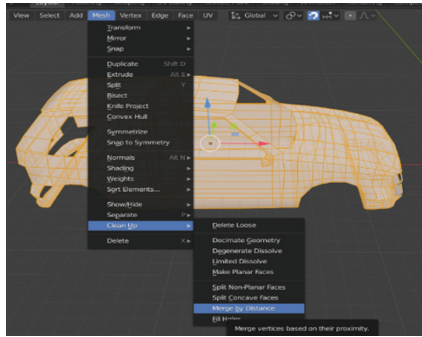 View Select Add Mesh Vertex Edge Face UV Global
Transform
Mirror
Snap
Duplicate Shift D
Extrude Alt E
Split Y
Bisect
Knife Project
Convex Hull
Symmetrize
Snap to Symmetry
Normals Alt N
Shading
Weights
Sort Elements...
Show/Hide
Separate P
Clean Up
Delete X
Delete Loose
Decimate Geometry
Degenerate Dissolve
Limited Dissolve
Make Planar Faces
Split Non-Planar Faces
Split Concave Faces
Merge by Distance
Fill Holes
Merge vertices based on their proximity.